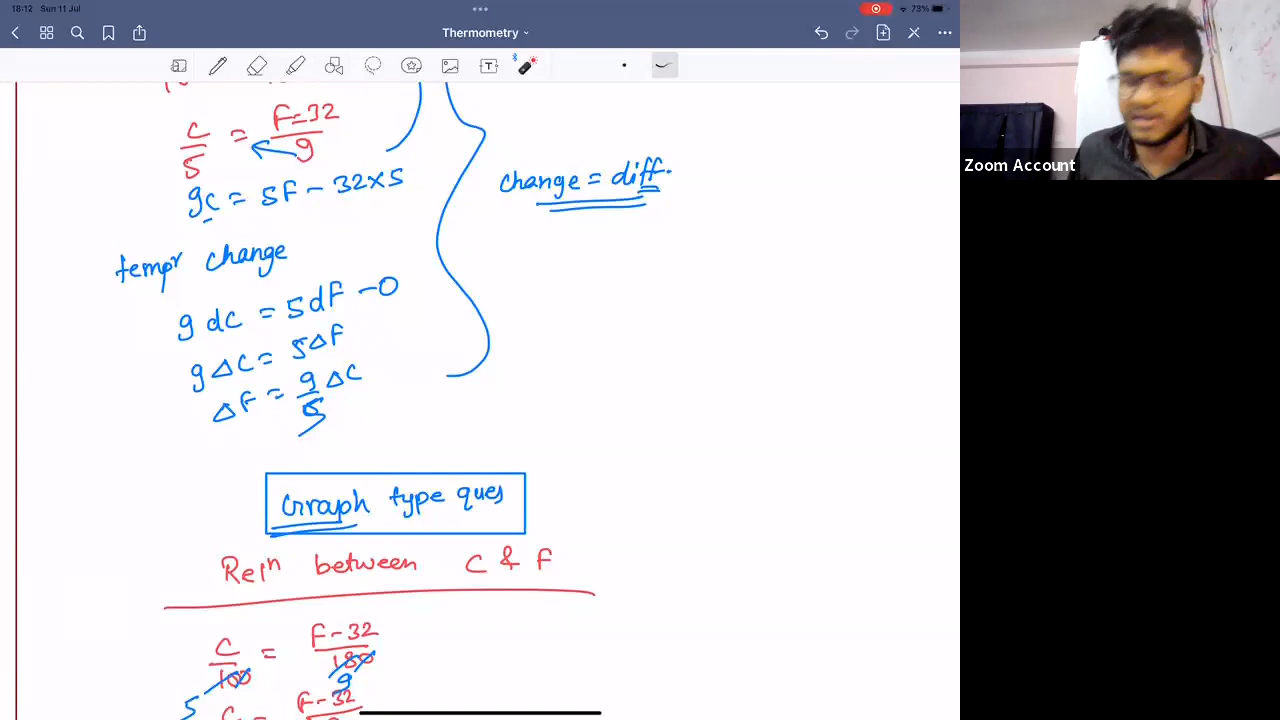 18:12 Sun 11 Jul
73%
Thermometry
Zoom Account
C/5 = F-32/9
9C = 5F - 32×5
change = diff.
tempr change
9 dC = 5dF - 0
9 ΔC = 5ΔF
ΔF = 9/5 ΔC
Graph type ques
Relⁿ between C & F
C/100 = F-32/180
5 9
F-32